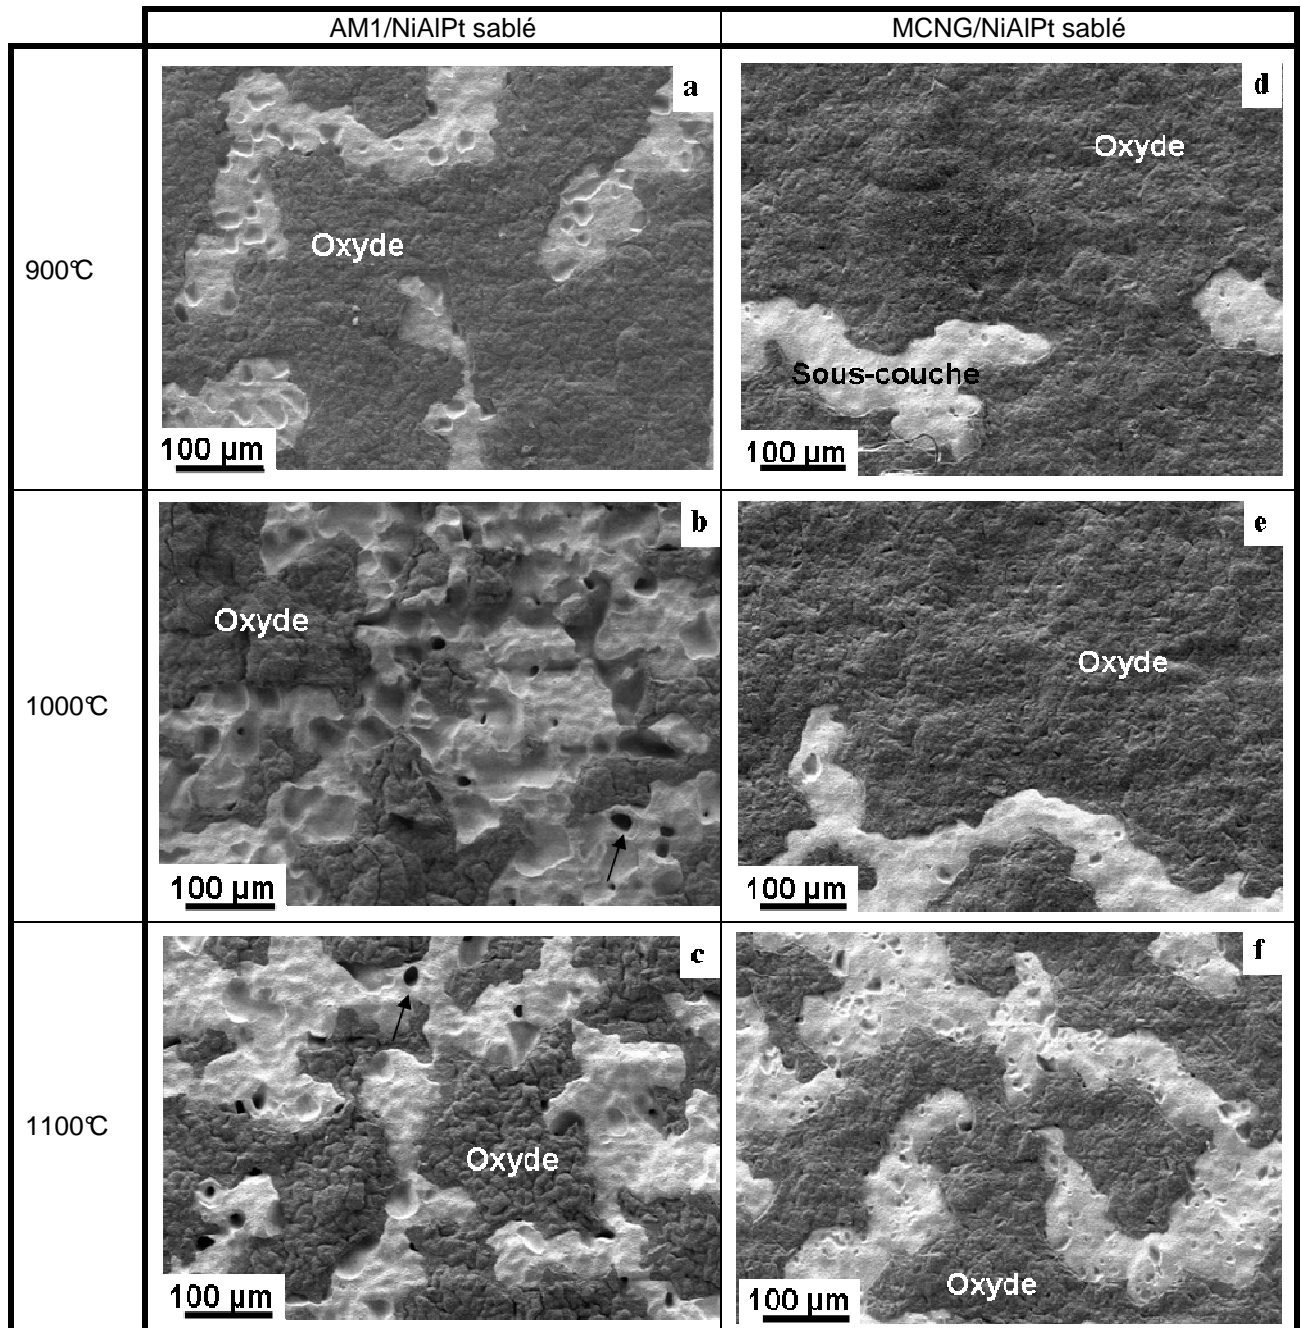 AM1/NiAlPt sablé
MCNG/NiAlPt sablé
900°C
a
Oxyde
100 µm
d
Oxyde
Sous-couche
100 µm
1000°C
b
Oxyde
100 µm
e
Oxyde
100 µm
1100°C
c
Oxyde
100 µm
f
Oxyde
100 µm